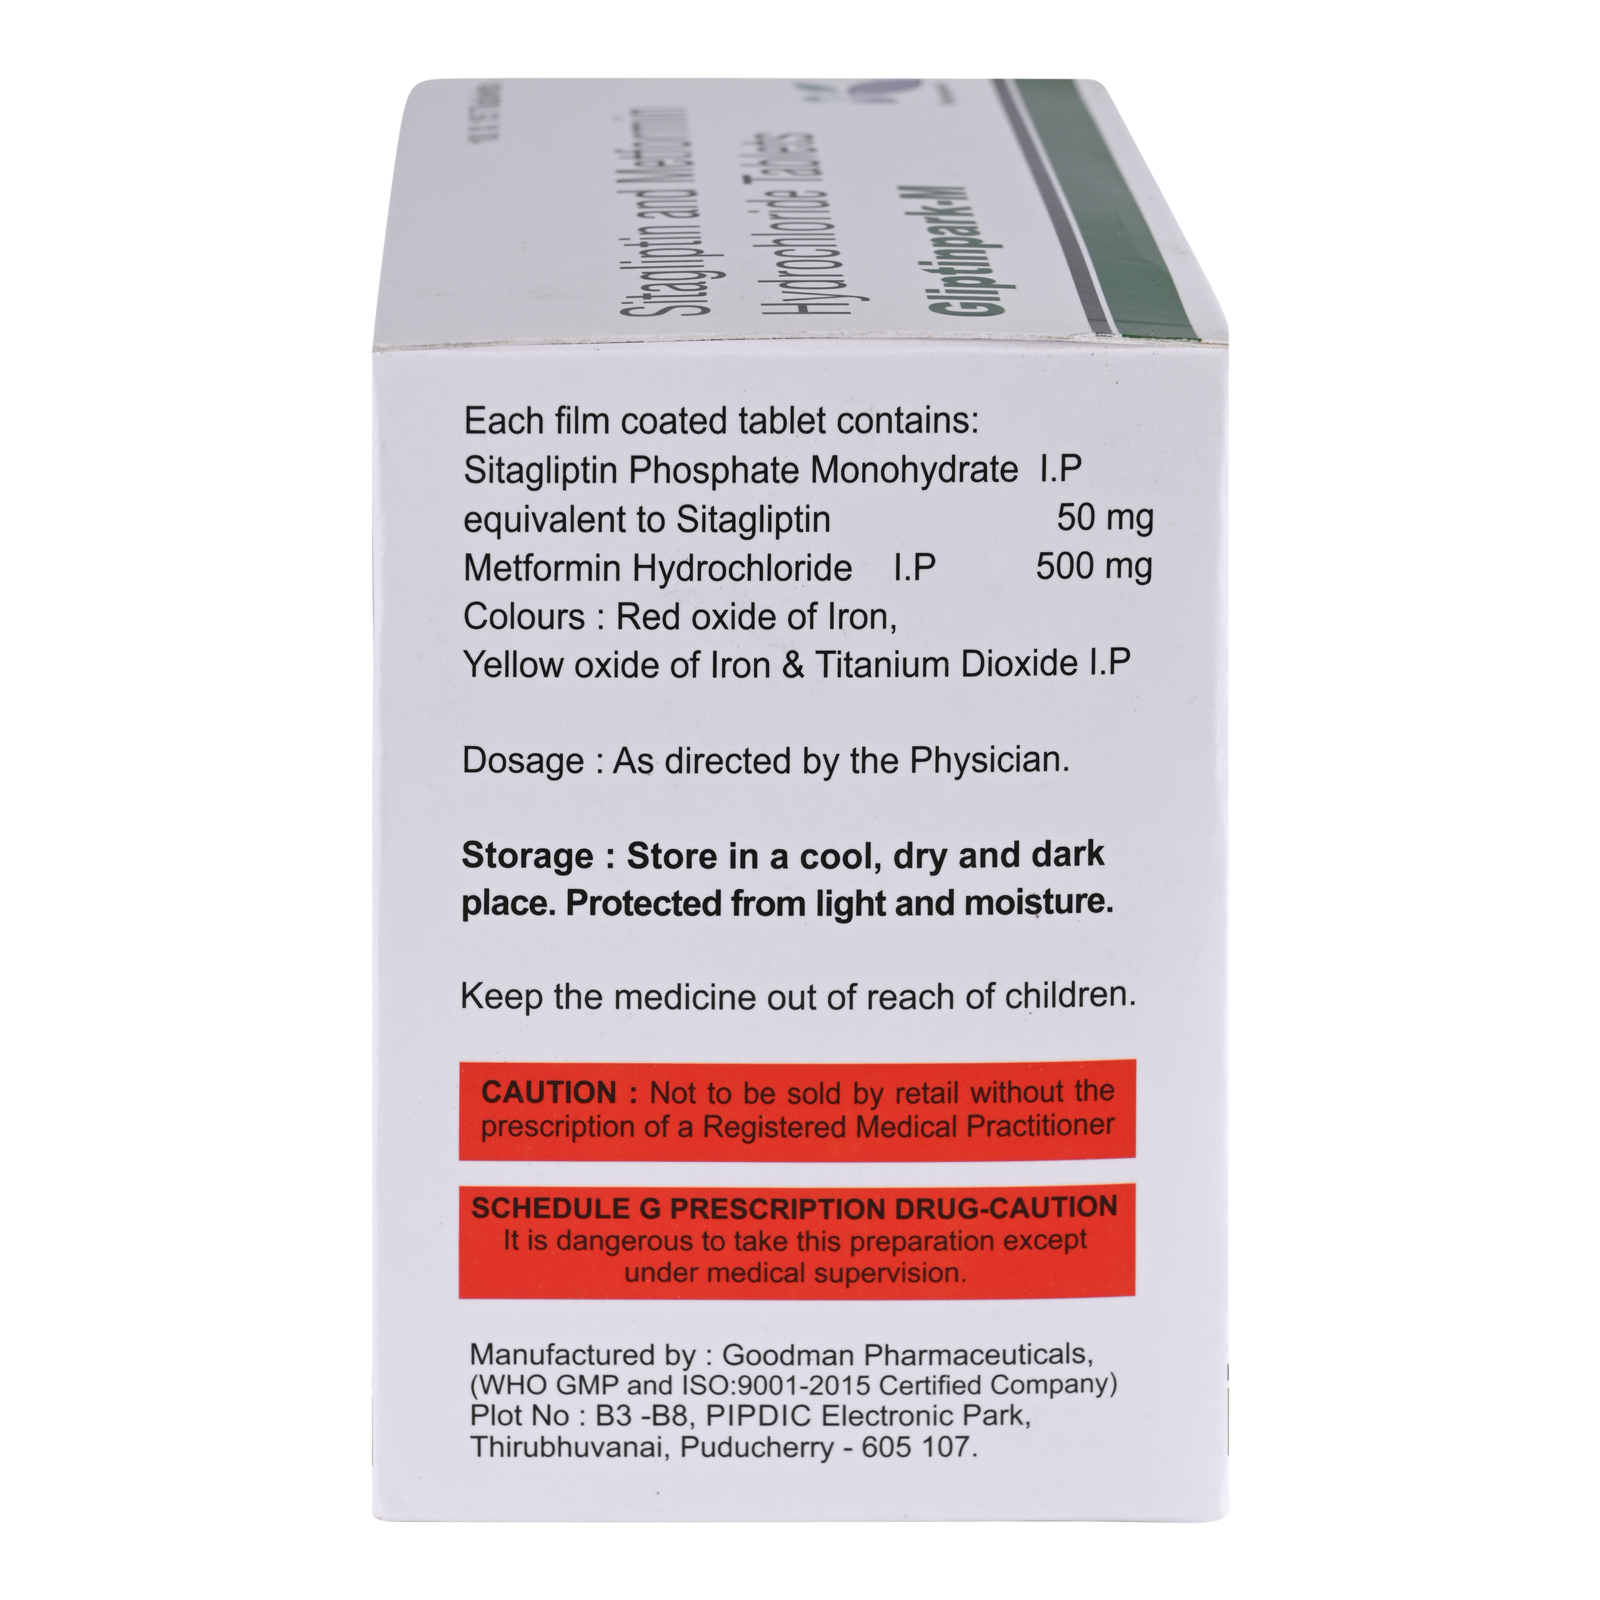 10 X 15 Tablets
Sitagliptin and Metformin
Hydrochloride Tablets
Gliptinpark-M
Each film coated tablet contains:
Sitagliptin Phosphate Monohydrate I.P
equivalent to Sitagliptin 50 mg
Metformin Hydrochloride I.P 500 mg
Colours : Red oxide of Iron,
Yellow oxide of Iron & Titanium Dioxide I.P
Dosage : As directed by the Physician.
Storage : Store in a cool, dry and dark
place. Protected from light and moisture.
Keep the medicine out of reach of children.
CAUTION : Not to be sold by retail without the
prescription of a Registered Medical Practitioner
SCHEDULE G PRESCRIPTION DRUG-CAUTION
It is dangerous to take this preparation except
under medical supervision.
Manufactured by : Goodman Pharmaceuticals,
(WHO GMP and ISO:9001-2015 Certified Company)
Plot No : B3 -B8, PIPDIC Electronic Park,
Thirubhuvanai, Puducherry - 605 107.